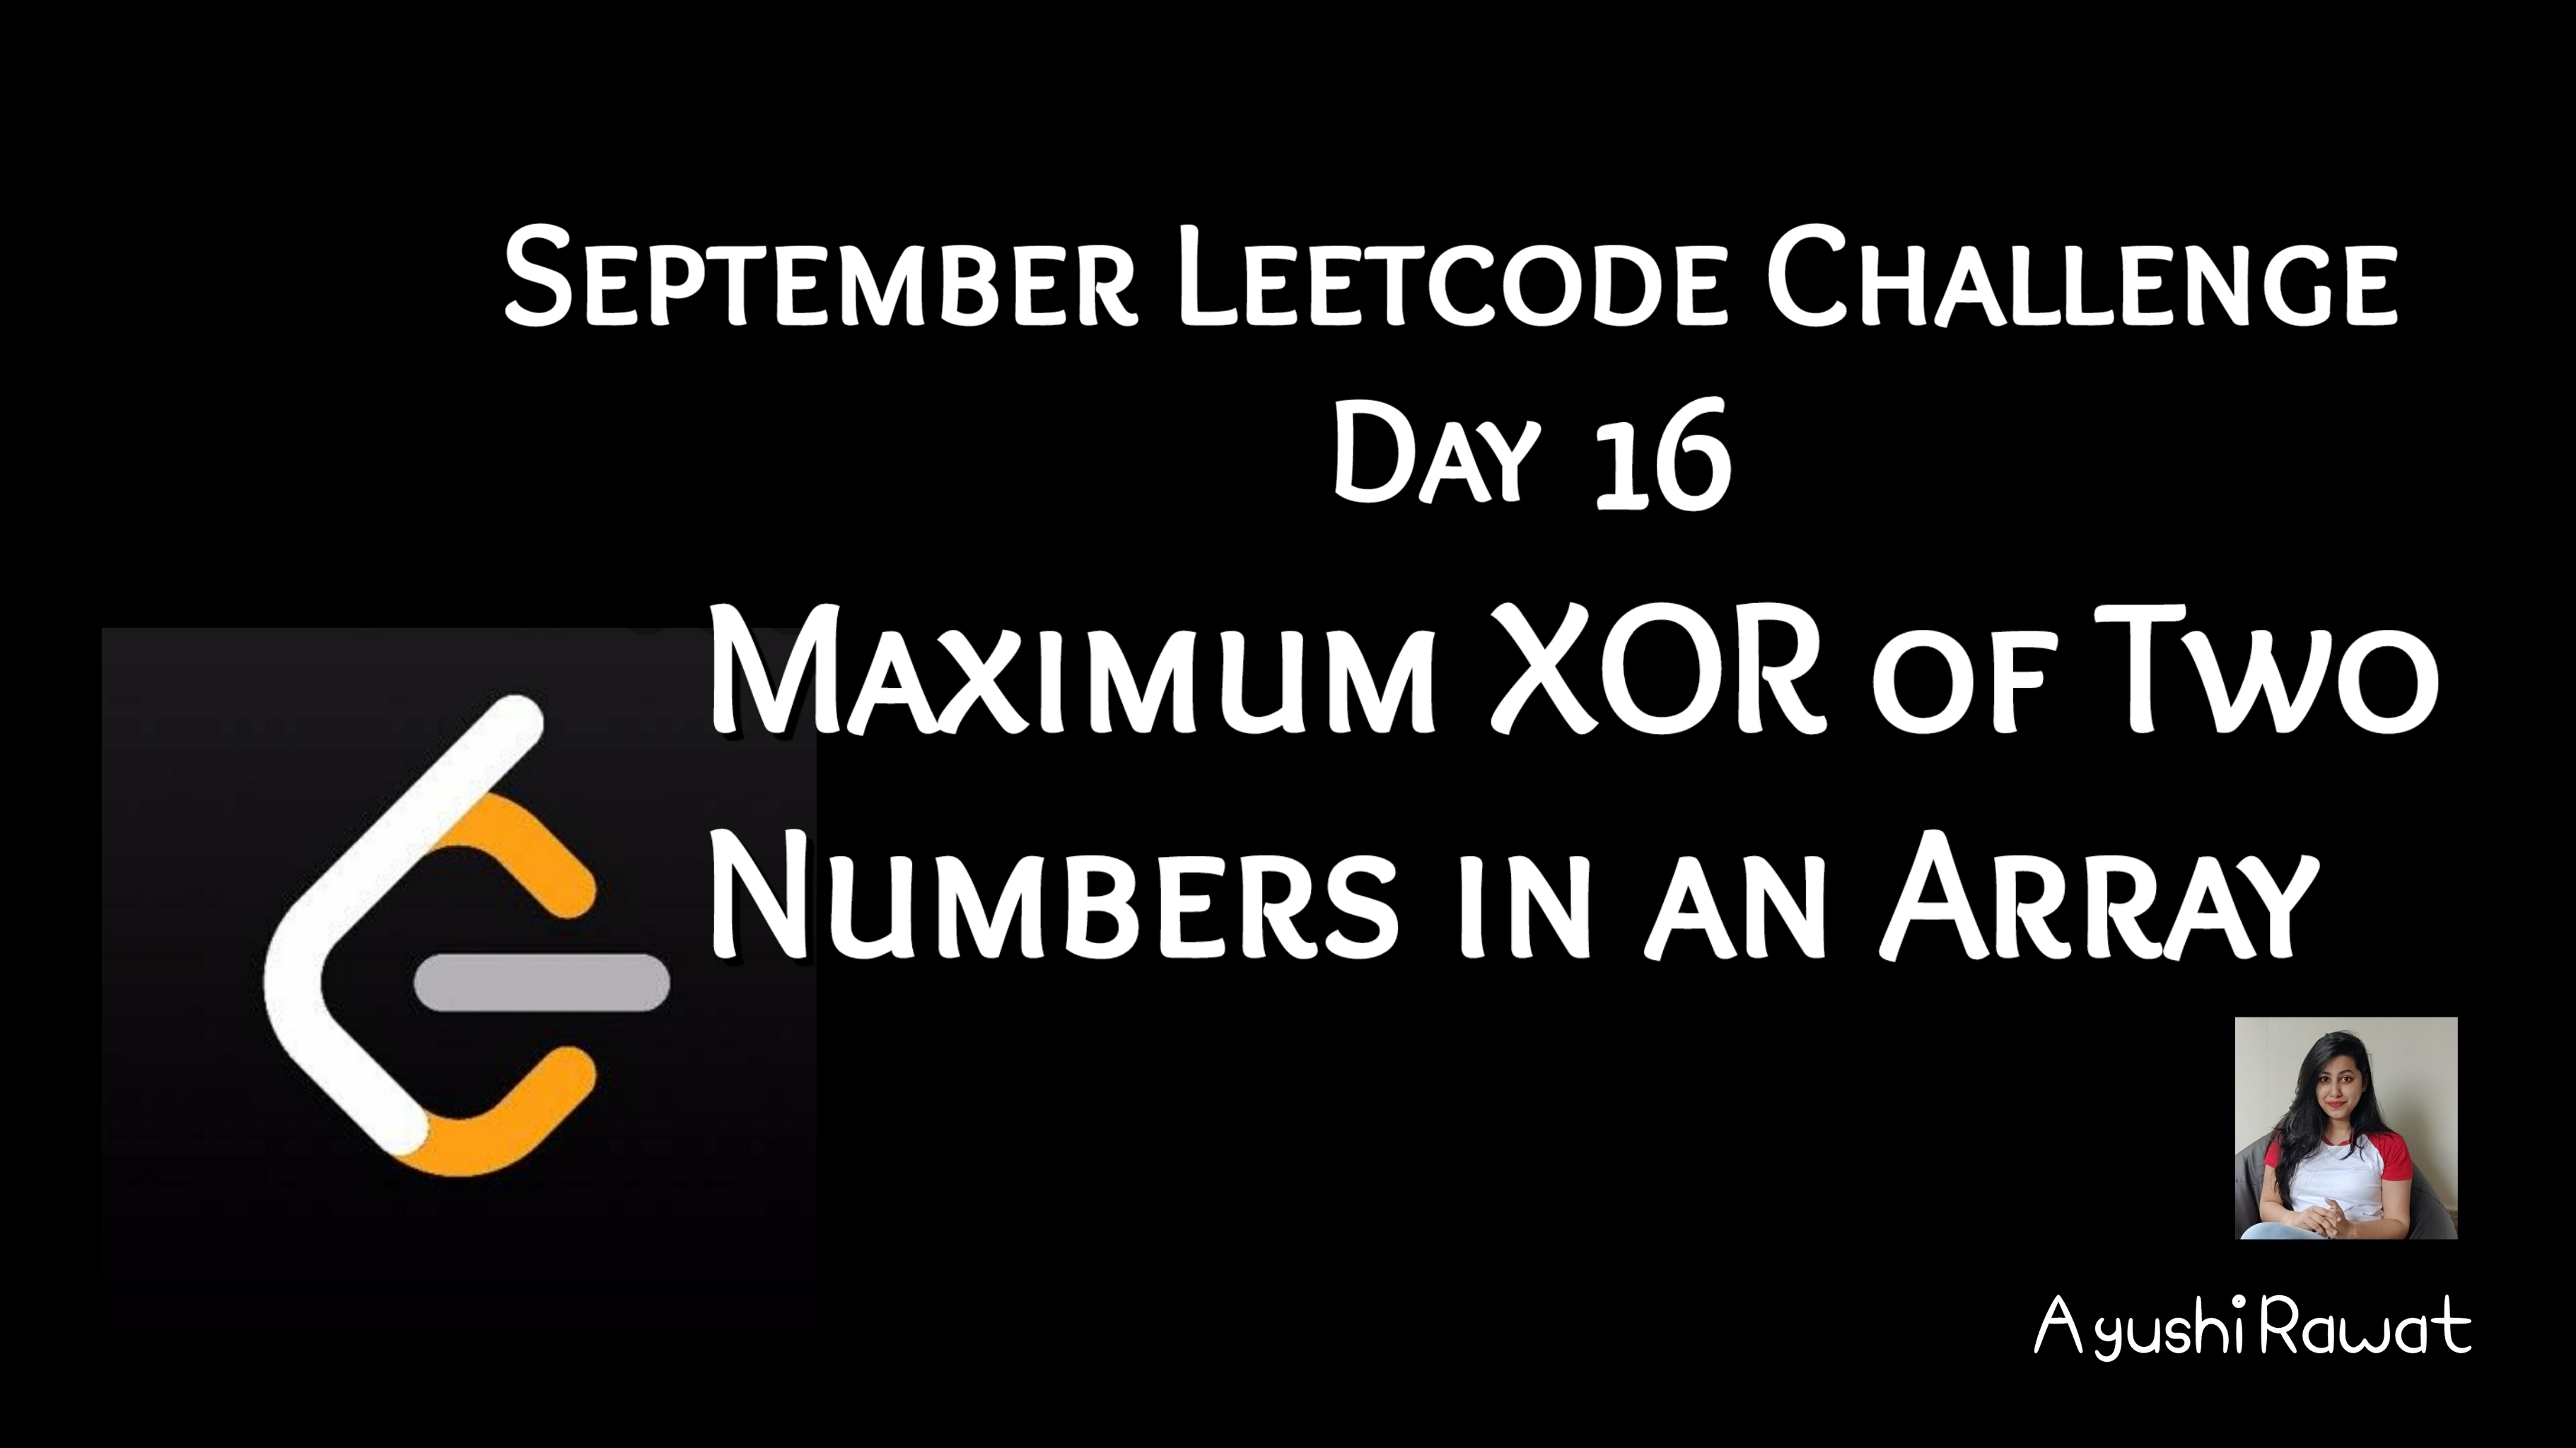 September Leetcode Challenge
Day 16
Maximum XOR of Two
Numbers in an Array
Ayushi Rawat